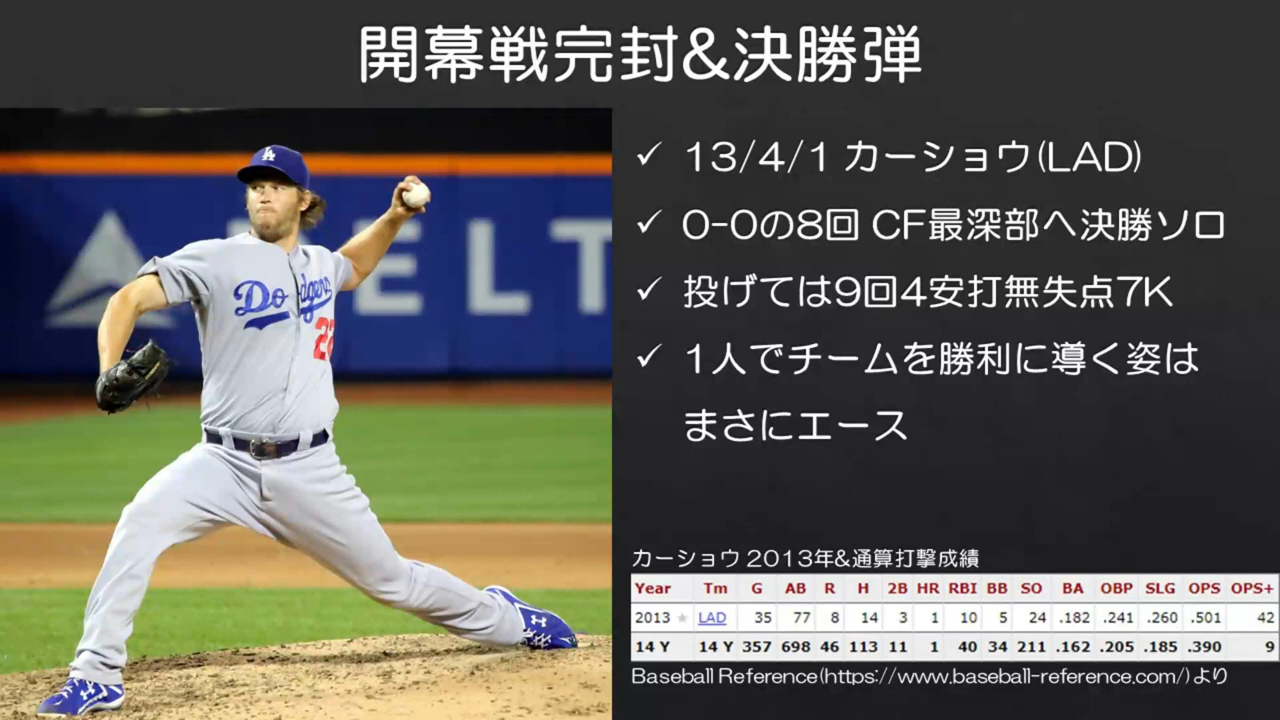 開幕戦完封&決勝弾
✓ 13/4/1 カーショウ(LAD)
✓ 0-0の8回 CF最深部へ決勝ソロ
✓ 投げては9回4安打無失点7K
✓ 1人でチームを勝利に導く姿は
まさにエース
DELT
LA
Dodgers
22
カーショウ 2013年&通算打撃成績
Year Tm G AB R H 2B HR RBI BB SO BA OBP SLG OPS OPS+
2013 ★ LAD 35 77 8 14 3 1 10 5 24 .182 .241 .260 .501 42
14 Y 14 Y 357 698 46 113 11 1 40 34 211 .162 .205 .185 .390 9
Baseball Reference(https://www.baseball-reference.com/)より